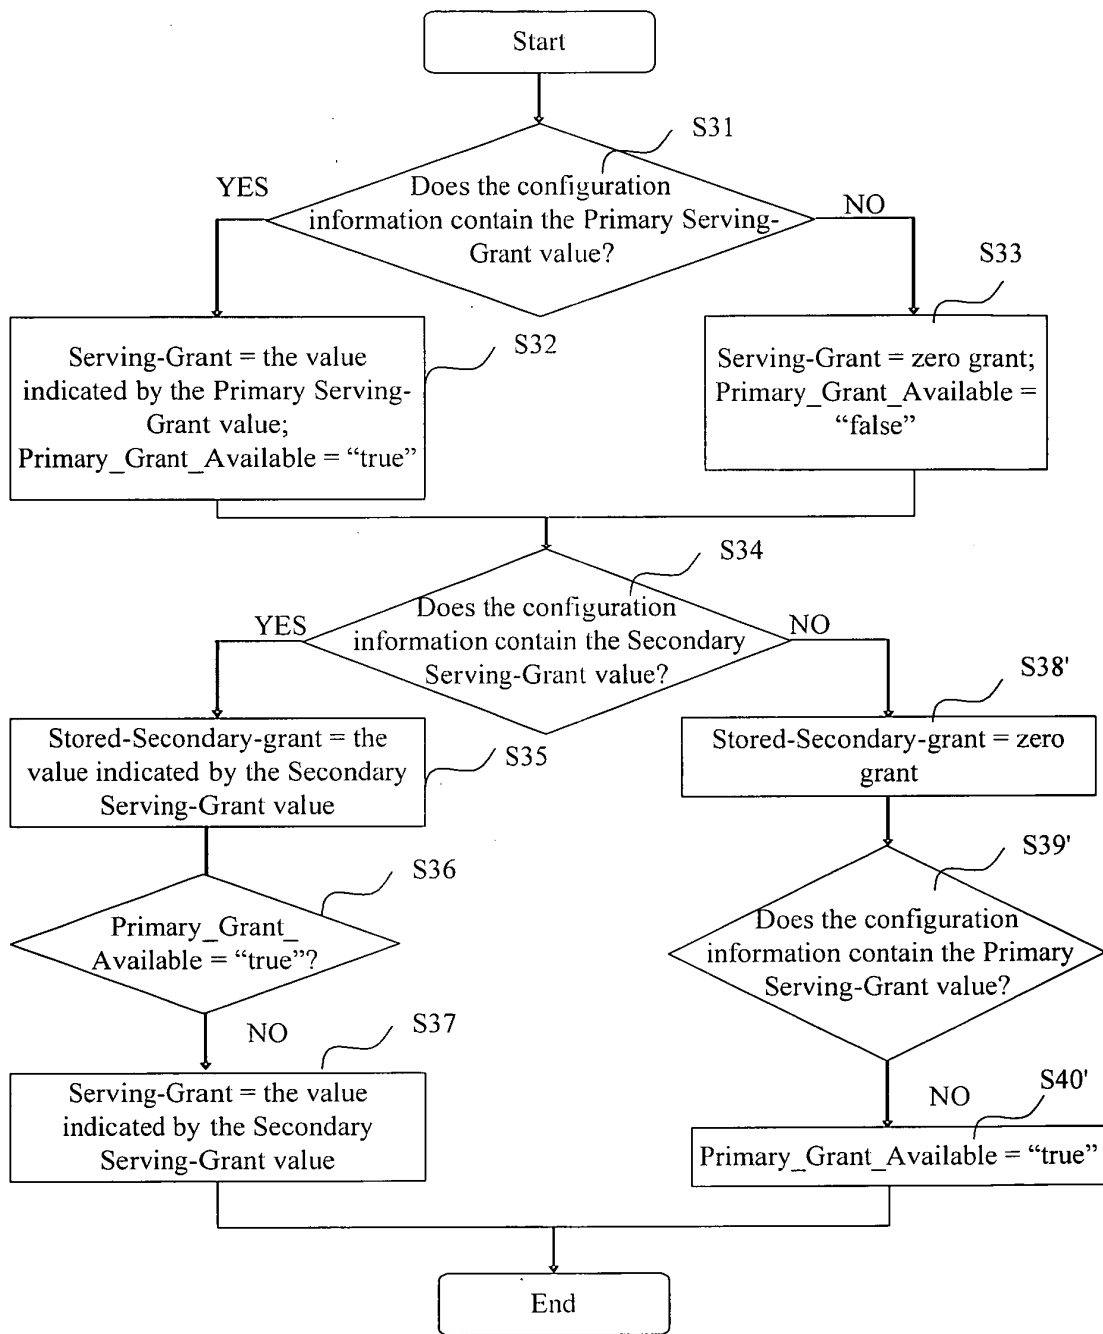 Start
S31
Does the configuration
information contain the Primary Serving-
Grant value?
YES
NO
S33
S32
Serving-Grant = the value
indicated by the Primary Serving-
Grant value;
Primary_Grant_Available = “true”
Serving-Grant = zero grant;
Primary_Grant_Available =
“false”
S34
Does the configuration
information contain the Secondary
Serving-Grant value?
YES
NO
S38'
Stored-Secondary-grant = the
value indicated by the Secondary
Serving-Grant value
S35
Stored-Secondary-grant = zero
grant
S36
S39'
Primary_Grant_
Available = “true”?
Does the configuration
information contain the Primary
Serving-Grant value?
NO
S37
NO
S40'
Serving-Grant = the value
indicated by the Secondary
Serving-Grant value
Primary_Grant_Available = “true”
End